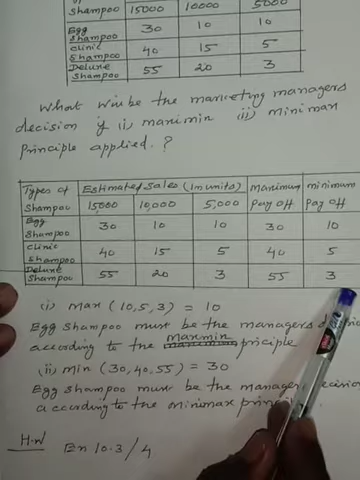 Shampoo 15000 10000 5000
Egg Shampoo 30 10 10
Clinic Shampoo 40 15 5
Deluxe Shampoo 55 20 3
What will be the marketing managers
decision if (i) maximin (ii) minimax
principle applied.?
Types of Shampoo Estimated Sales (In units) maximum Pay off minimum Pay off
15,000 10,000 5,000
Egg Shampoo 30 10 10 30 10
Clinic Shampoo 40 15 5 40 5
Deluxe Shampoo 55 20 3 55 3
(i) max (10,5,3) = 10
Egg Shampoo must be the managers
according to the maxmin priciple
(ii) min (30,40,55) = 30
Egg Shampoo must be the manager
according to the minimax
H.W Ex 10.3/4